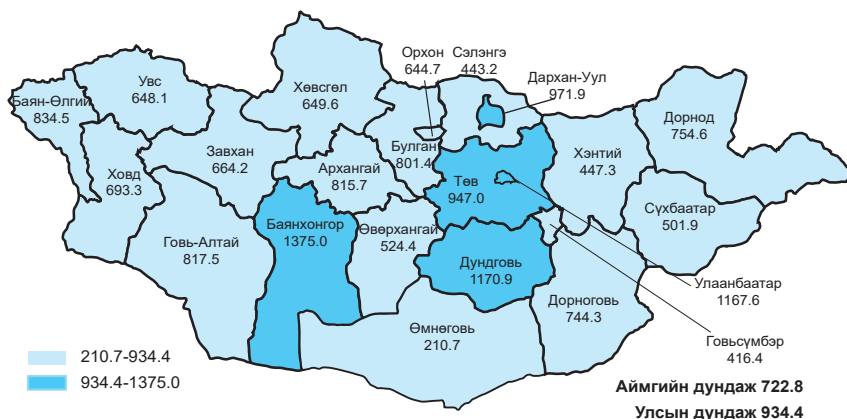 Орхон
644.7
Сэлэнгэ
443.2
Дархан-Уул
971.9
Увс
648.1
Хөвсгөл
649.6
Баян-Өлгий
834.5
Дорнод
754.6
Булган
801.4
Хэнтий
447.3
Завхан
664.2
Архангай
815.7
Ховд
693.3
Төв
947.0
Сүхбаатар
501.9
Баянхонгор
1375.0
Өвөрхангай
524.4
Говь-Алтай
817.5
Дундговь
1170.9
Улаанбаатар
1167.6
Дорноговь
744.3
Өмнөговь
210.7
Говьсүмбэр
416.4
210.7-934.4
934.4-1375.0
Аймгийн дундаж 722.8
Улсын дундаж 934.4